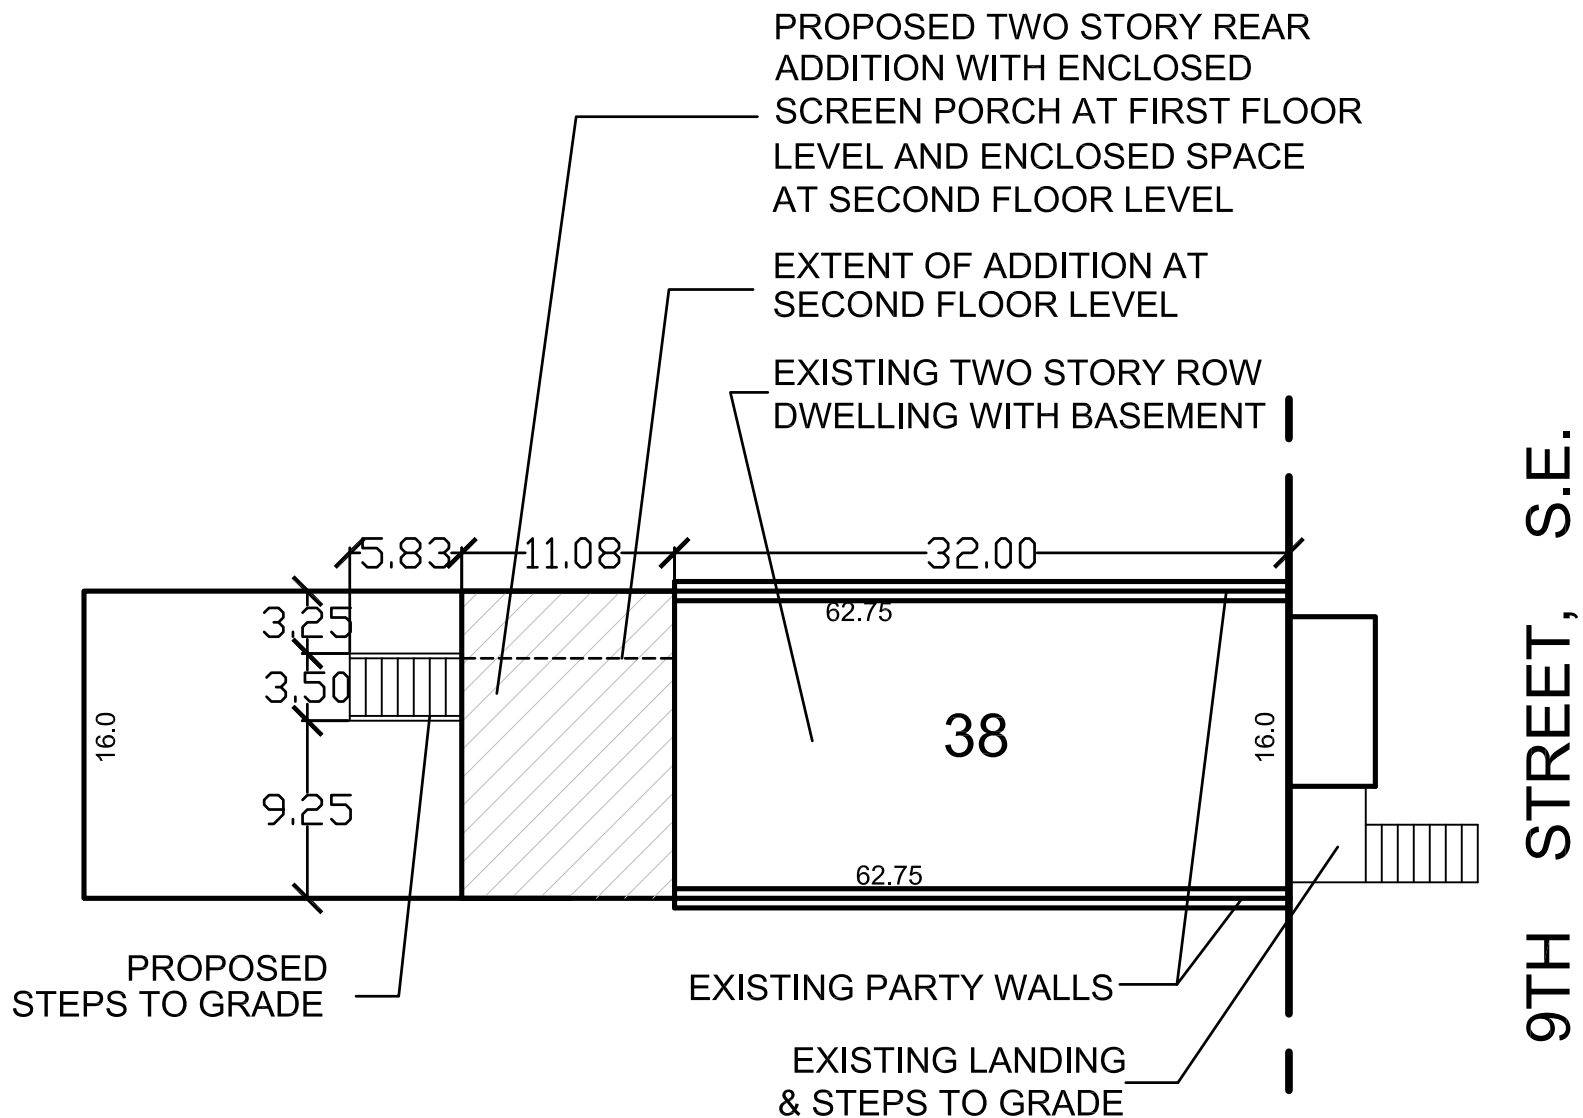 PROPOSED TWO STORY REAR
ADDITION WITH ENCLOSED
SCREEN PORCH AT FIRST FLOOR
LEVEL AND ENCLOSED SPACE
AT SECOND FLOOR LEVEL
EXTENT OF ADDITION AT
SECOND FLOOR LEVEL
EXISTING TWO STORY ROW
DWELLING WITH BASEMENT
5.83
11.08
32.00
3.25
3.50
9.25
16.0
62.75
38
16.0
62.75
PROPOSED
STEPS TO GRADE
EXISTING PARTY WALLS
EXISTING LANDING
& STEPS TO GRADE
9TH STREET, S.E.